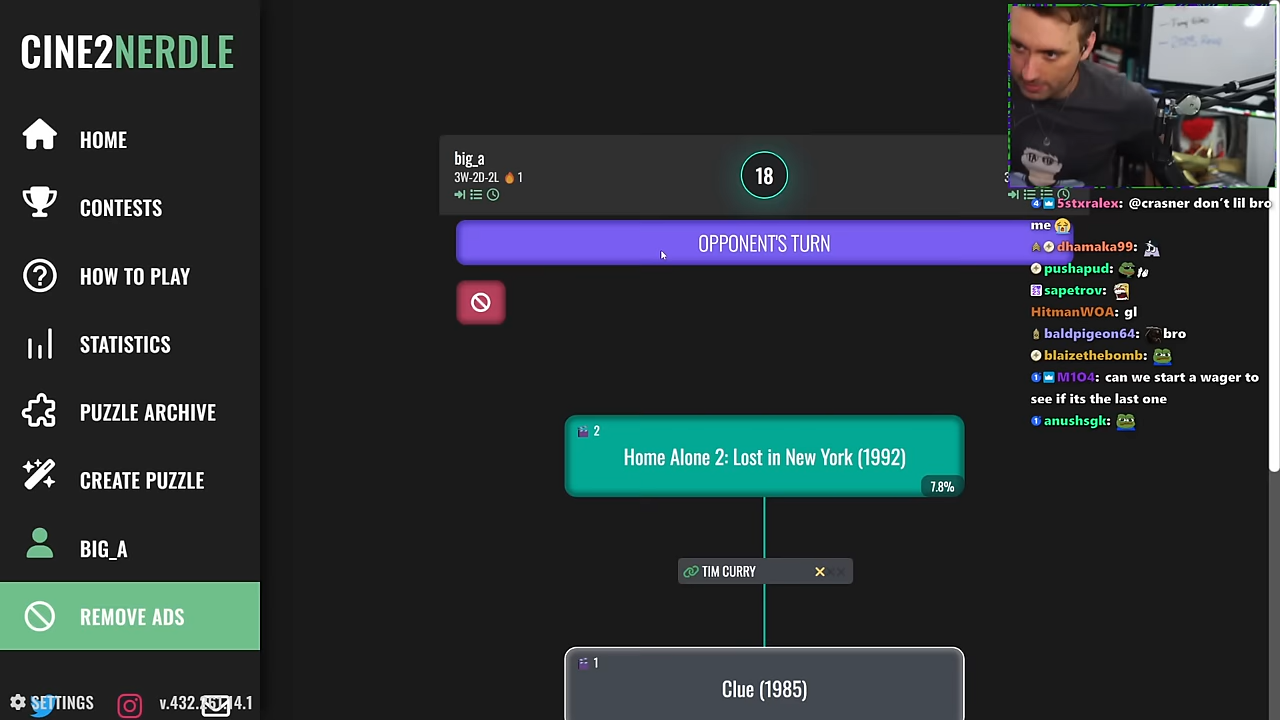 CINE2NERDLE
HOME
CONTESTS
HOW TO PLAY
STATISTICS
PUZZLE ARCHIVE
CREATE PUZZLE
BIG_A
REMOVE ADS
SETTINGS
big_a
3W-2D-2L 1
18
3
OPPONENT'S TURN
2
Home Alone 2: Lost in New York (1992)
7.8%
TIM CURRY
1
Clue (1985)
5stxralex: @crasner don't lil bro
me
dhamaka99:
pushapud:
sapetrov:
HitmanWOA: gl
baldpigeon64: bro
blaizethebomb:
M1O4: can we start a wager to
see if its the last one
anushsgk: